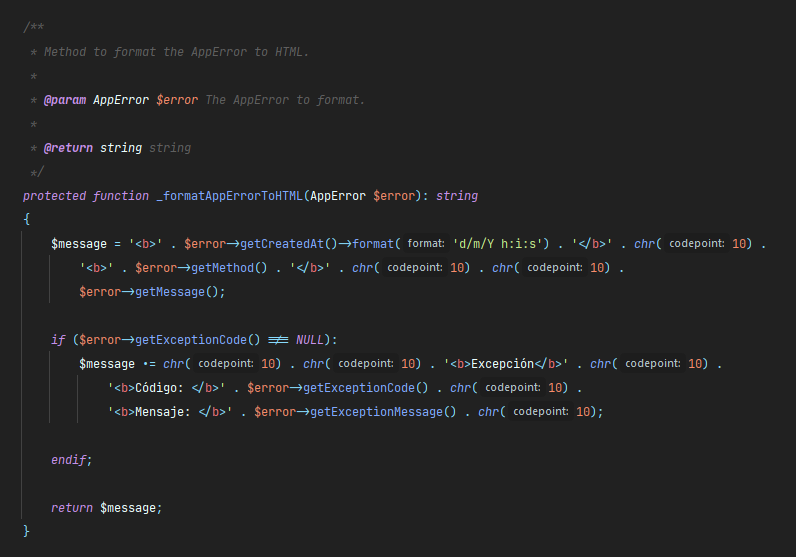 /**
 * Method to format the AppError to HTML.
 *
 * @param AppError $error The AppError to format.
 *
 * @return string string
 */
protected function _formatAppErrorToHTML(AppError $error): string
{
    $message = '<b>' . $error->getCreatedAt()->format( format: 'd/m/Y h:i:s') . '</b>' . chr( codepoint: 10) .
        '<b>' . $error->getMethod() . '</b>' . chr( codepoint: 10) . chr( codepoint: 10) .
        $error->getMessage();

    if ($error->getExceptionCode() !== NULL):
        $message .= chr( codepoint: 10) . chr( codepoint: 10) . '<b>Excepción</b>' . chr( codepoint: 10) .
            '<b>Código: </b>' . $error->getExceptionCode() . chr( codepoint: 10) .
            '<b>Mensaje: </b>' . $error->getExceptionMessage() . chr( codepoint: 10);

    endif;

    return $message;
}